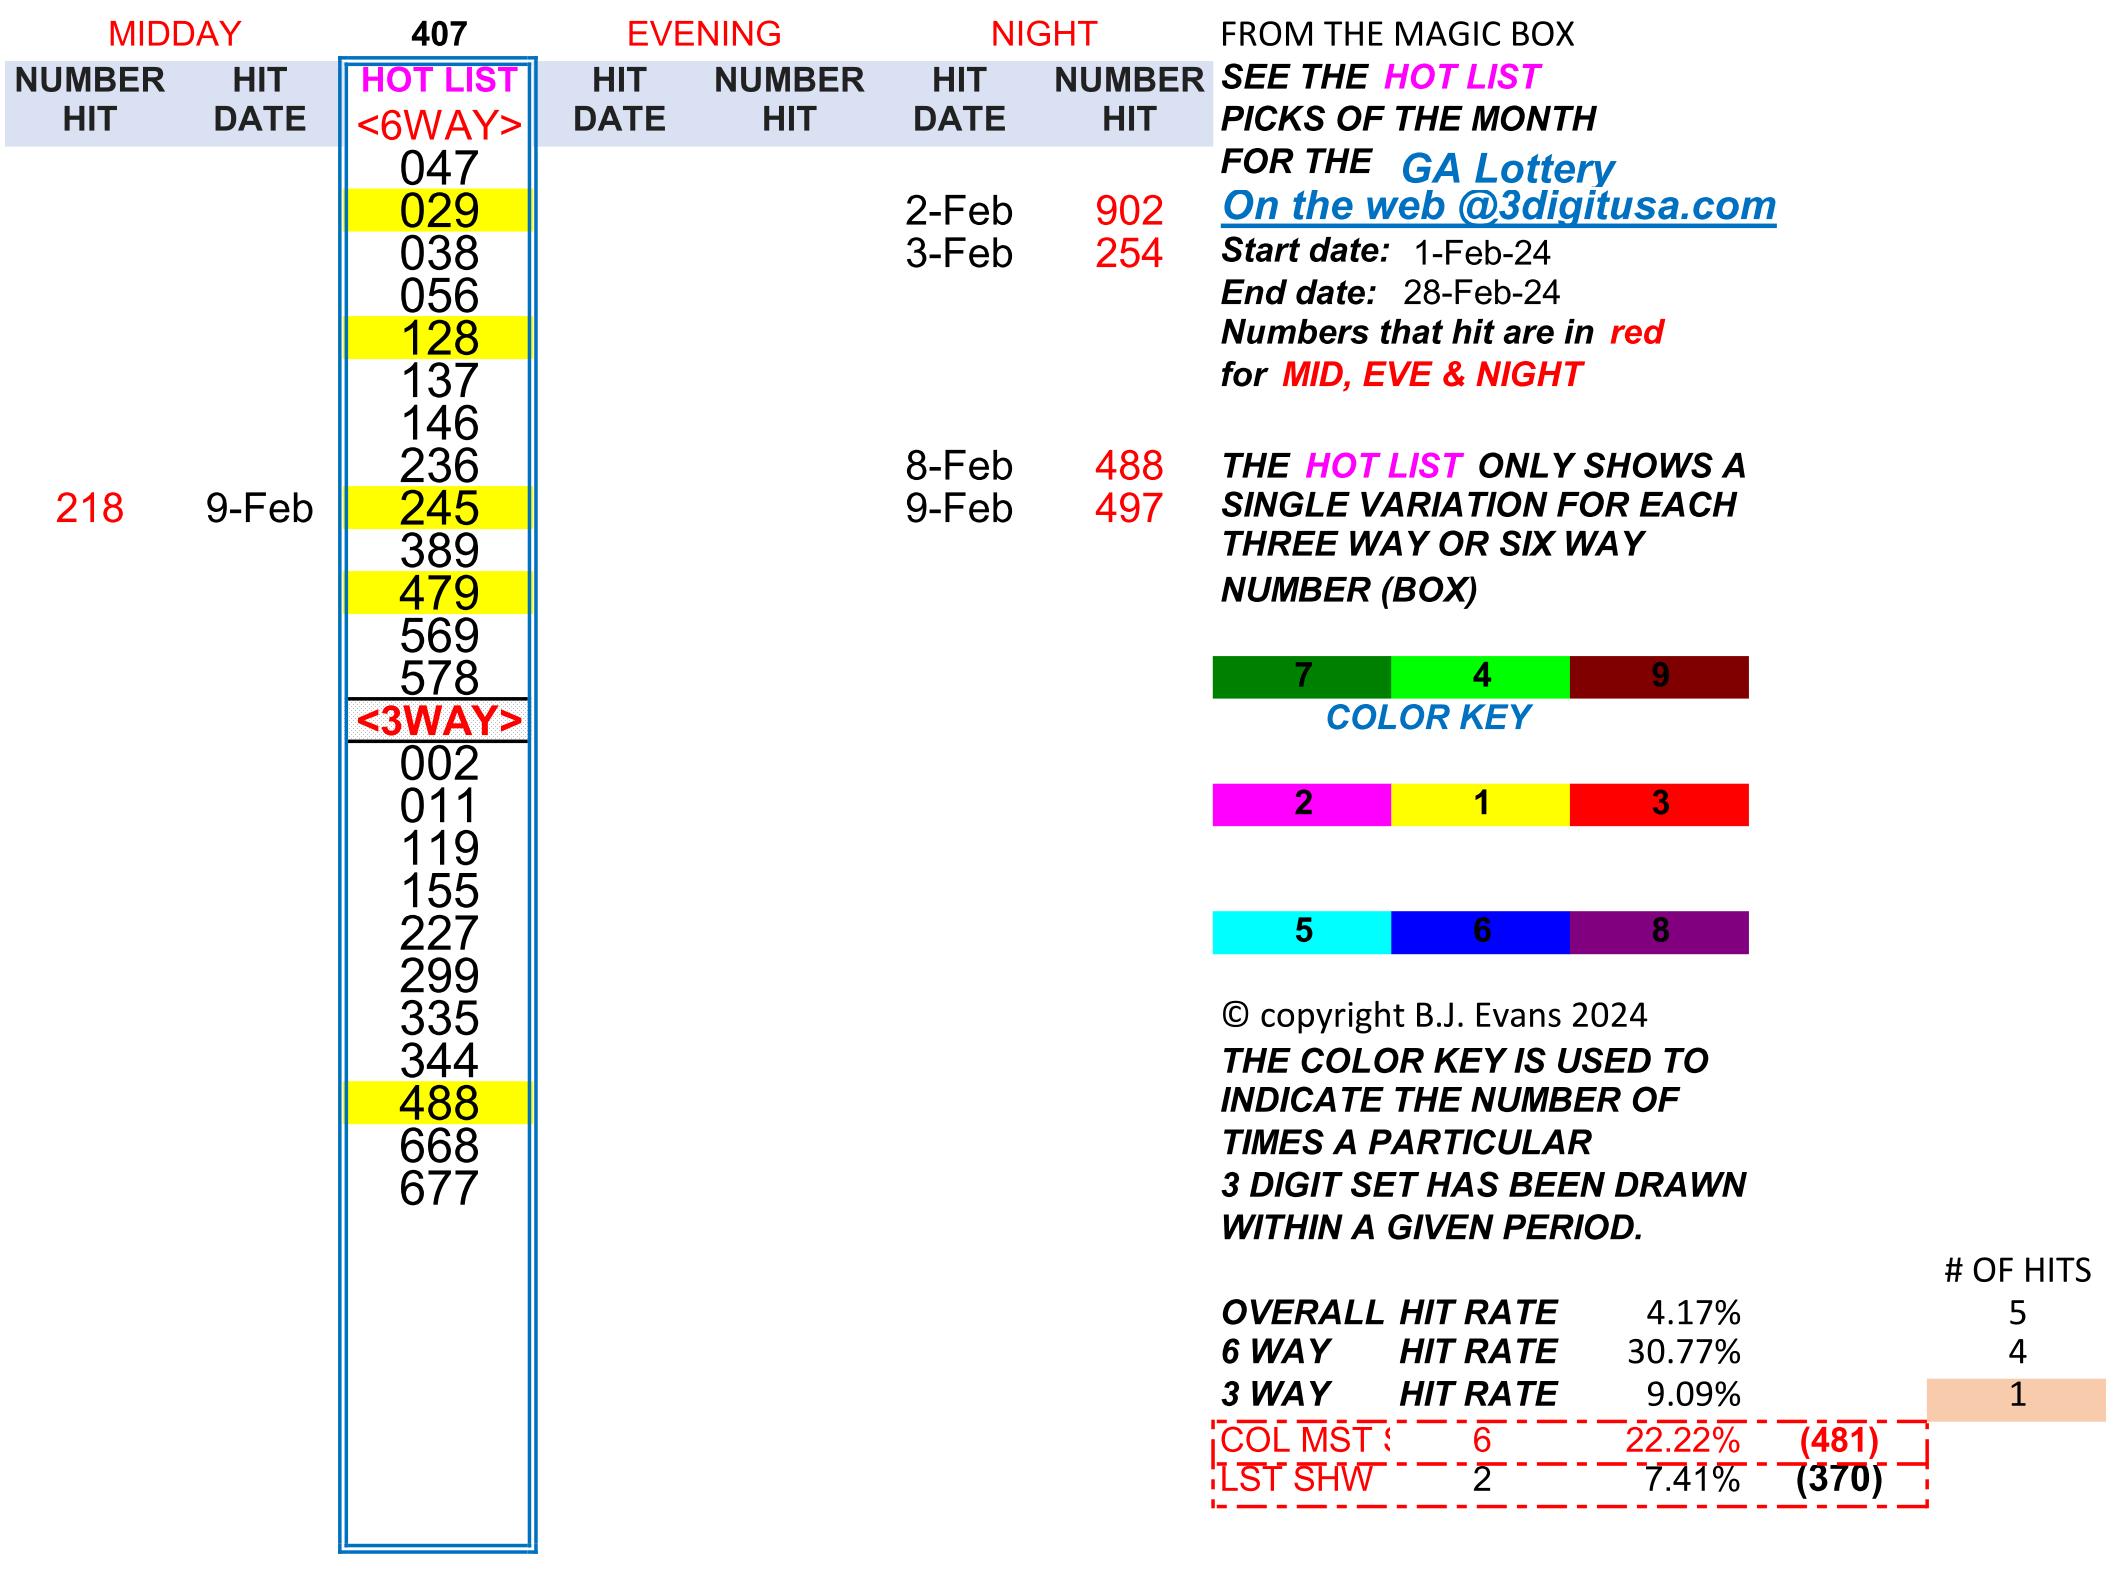 MIDDAY 407 EVENING NIGHT FROM THE MAGIC BOX
NUMBER HIT HOT LIST HIT NUMBER HIT NUMBER SEE THE HOT LIST
HIT DATE <6WAY> DATE HIT DATE HIT PICKS OF THE MONTH
047 FOR THE GA Lottery
029 2-Feb 902 On the web @3digitusa.com
038 3-Feb 254 Start date: 1-Feb-24
056 End date: 28-Feb-24
128 Numbers that hit are in red
137 for MID, EVE & NIGHT
146
236 8-Feb 488 THE HOT LIST ONLY SHOWS A
218 9-Feb 245 9-Feb 497 SINGLE VARIATION FOR EACH
389 THREE WAY OR SIX WAY
479 NUMBER (BOX)
569
578 7 4 9
<3WAY> COLOR KEY
002
011 2 1 3
119
155
227 5 6 8
299
335 © copyright B.J. Evans 2024
344 THE COLOR KEY IS USED TO
488 INDICATE THE NUMBER OF
668 TIMES A PARTICULAR
677 3 DIGIT SET HAS BEEN DRAWN
WITHIN A GIVEN PERIOD.
# OF HITS
OVERALL HIT RATE 4.17% 5
6 WAY HIT RATE 30.77% 4
3 WAY HIT RATE 9.09% 1
COL MST 6 22.22% (481)
LST SHW 2 7.41% (370)